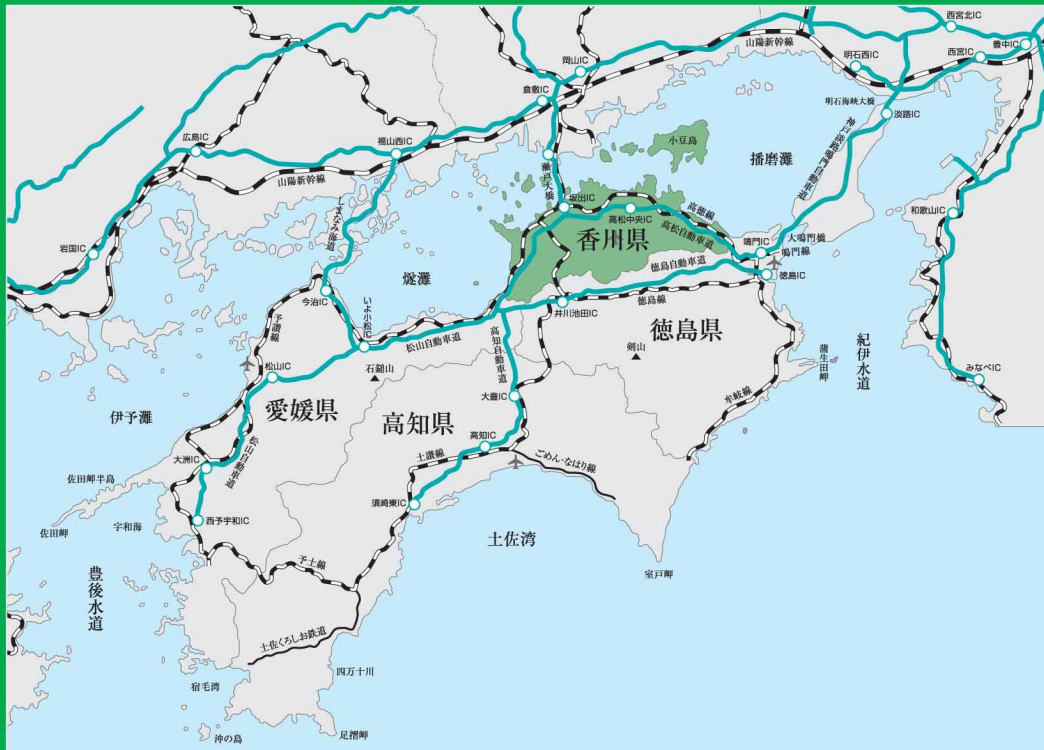 西宮北IC
山陽新幹線
西宮IC
豊中IC
岡山IC
明石西IC
倉敷IC
明石海峡大橋
淡路IC
神戸淡路鳴門自動車道
小豆島
播磨灘
広島IC
福山西IC
山陽新幹線
瀬戸大橋
しまなみ海道
坂出IC
高松中央IC
高徳線
高松自動車道
香川県
和歌山IC
岩国IC
大鳴門橋
鳴門IC
鳴門線
徳島自動車道
徳島IC
燧灘
今治IC
いよ小松IC
井川池田IC
徳島線
予讃線
松山自動車道
高知自動車道
徳島県
剣山
紀伊水道
蒲生田岬
松山IC
石鎚山
みなべIC
大豊IC
愛媛県
高知県
牟岐線
伊予灘
高知IC
土讃線
松山自動車道
ごめん・なはり線
大洲IC
佐田岬半島
須崎東IC
西予宇和IC
宇和海
佐田岬
土佐湾
予土線
室戸岬
豊後水道
土佐くろしお鉄道
四万十川
宿毛湾
沖の島
足摺岬